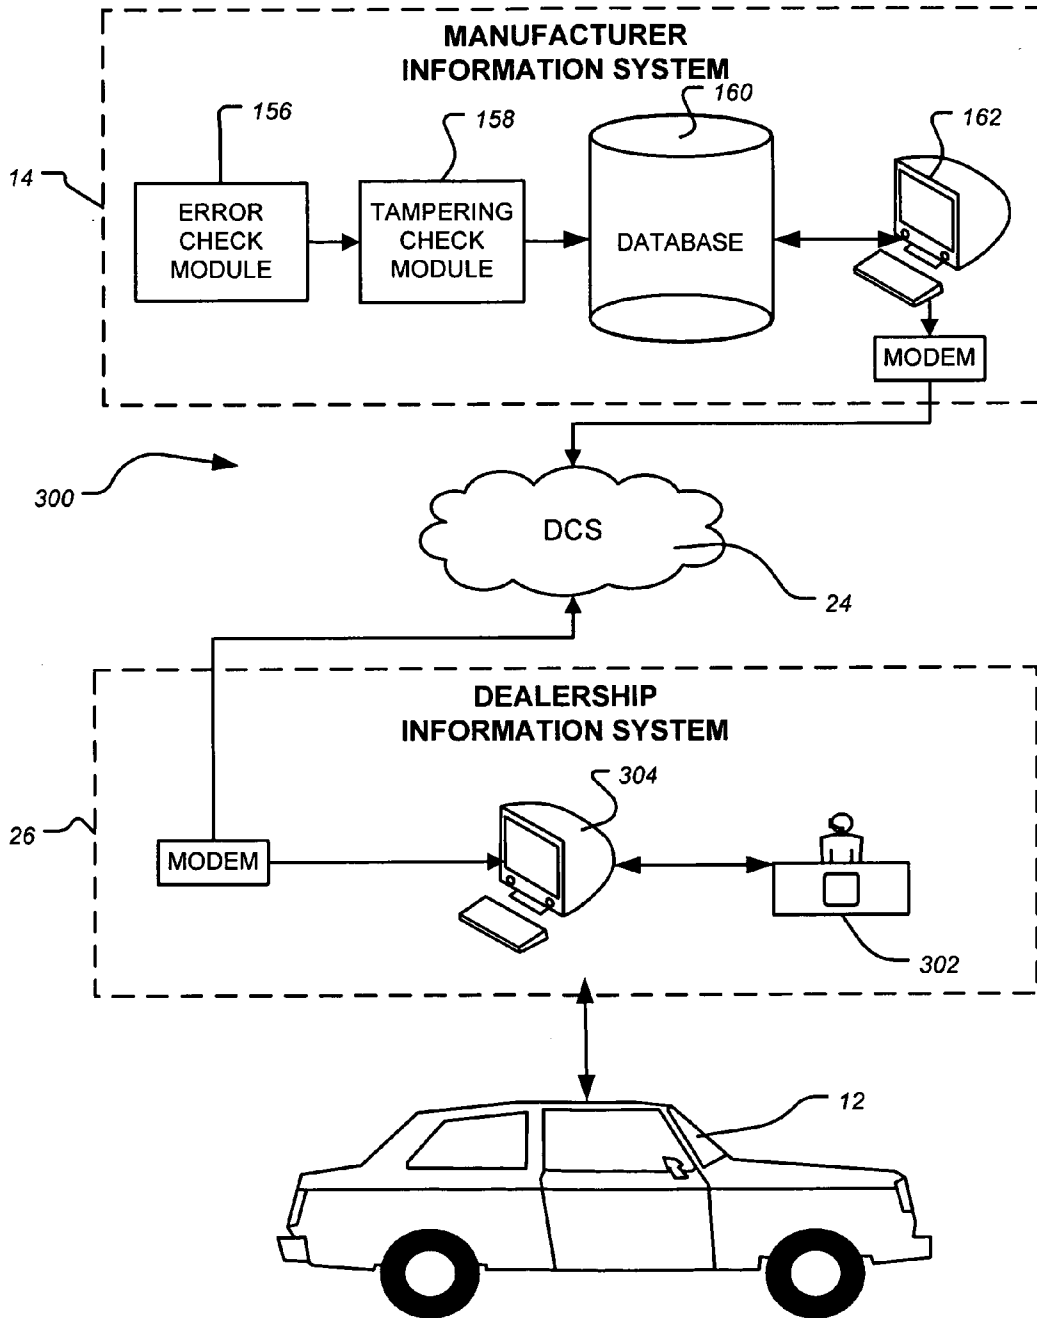 MANUFACTURER
INFORMATION SYSTEM
156
158
160
162
14
ERROR
CHECK
MODULE
TAMPERING
CHECK
MODULE
DATABASE
MODEM
300
DCS
24
DEALERSHIP
INFORMATION SYSTEM
304
26
MODEM
302
12